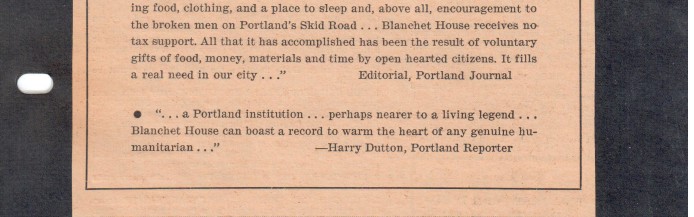 ing food, clothing, and a place to sleep and, above all, encouragement to
the broken men on Portland's Skid Road . . . Blanchet House receives no
tax support. All that it has accomplished has been the result of voluntary
gifts of food, money, materials and time by open hearted citizens. It fills
a real need in our city . . ." Editorial, Portland Journal
● ". . . a Portland institution . . . perhaps nearer to a living legend . . .
Blanchet House can boast a record to warm the heart of any genuine hu-
manitarian . . ." —Harry Dutton, Portland Reporter